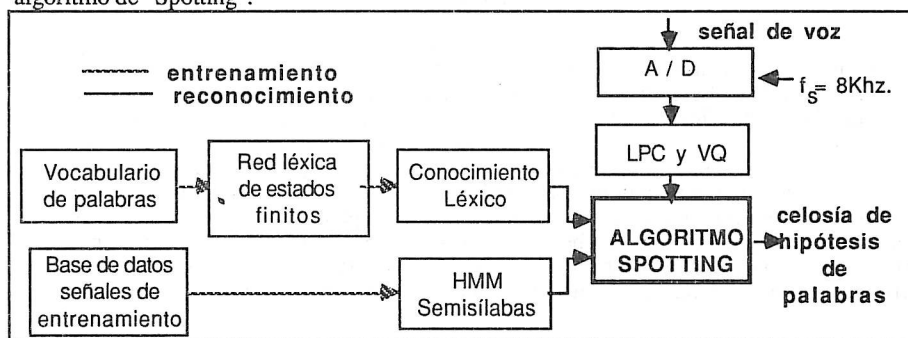 algoritmo de "Spotting".
señal de voz
entrenamiento
reconocimiento
A / D
fS= 8Khz.
LPC y VQ
Vocabulario
de palabras
Red léxica
de estados
finitos
Conocimiento
Léxico
ALGORITMO
SPOTTING
celosía de
hipótesis
de
palabras
Base de datos
señales de
entrenamiento
HMM
Semisílabas